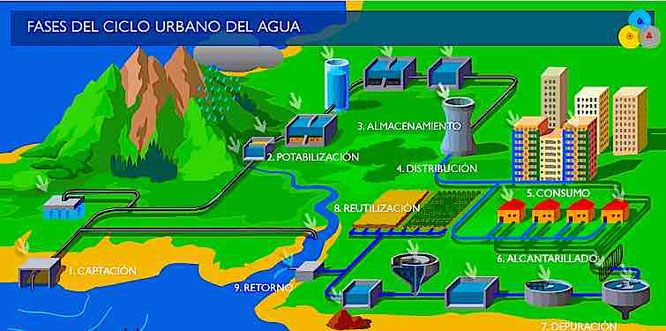 FASES DEL CICLO URBANO DEL AGUA
3. ALMACENAMIENTO
2. POTABILIZACIÓN
4. DISTRIBUCIÓN
5. CONSUMO
8. REUTILIZACIÓN
6. ALCANTARILLADO
1. CAPTACIÓN
9. RETORNO
7. DEPURACIÓN